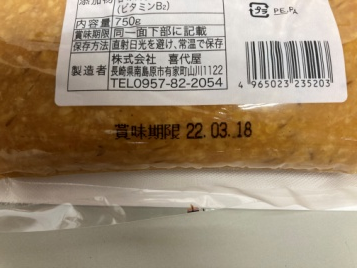 添加物
(ビタミンB₂)
内容量 750g
賞味期限 同一面下部に記載
保存方法 直射日光を避け、常温で保存
製造者 株式会社 喜代屋
長崎県南島原市有家町山川1122
TEL0957-82-2054
プラ PE,P
4 965023 235203
賞味期限 22.03.18